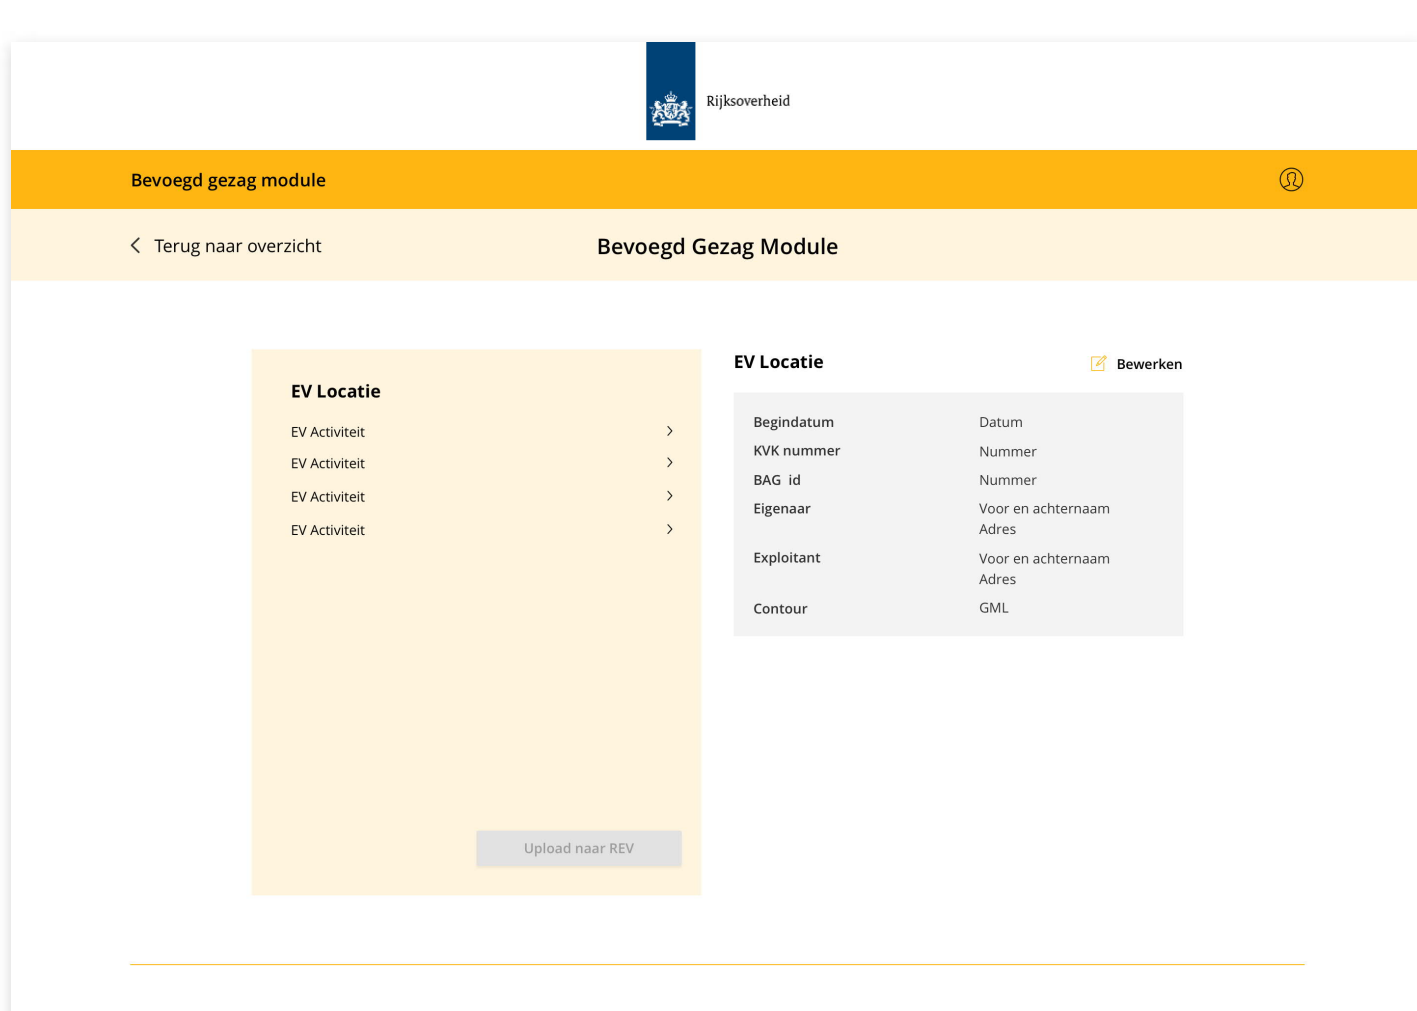 Rijksoverheid
Bevoegd gezag module
Terug naar overzicht
Bevoegd Gezag Module
EV Locatie
EV Activiteit
EV Activiteit
EV Activiteit
EV Activiteit
Upload naar REV
EV Locatie
Bewerken
Begindatum Datum
KVK nummer Nummer
BAG id Nummer
Eigenaar Voor en achternaam
Adres
Exploitant Voor en achternaam
Adres
Contour GML